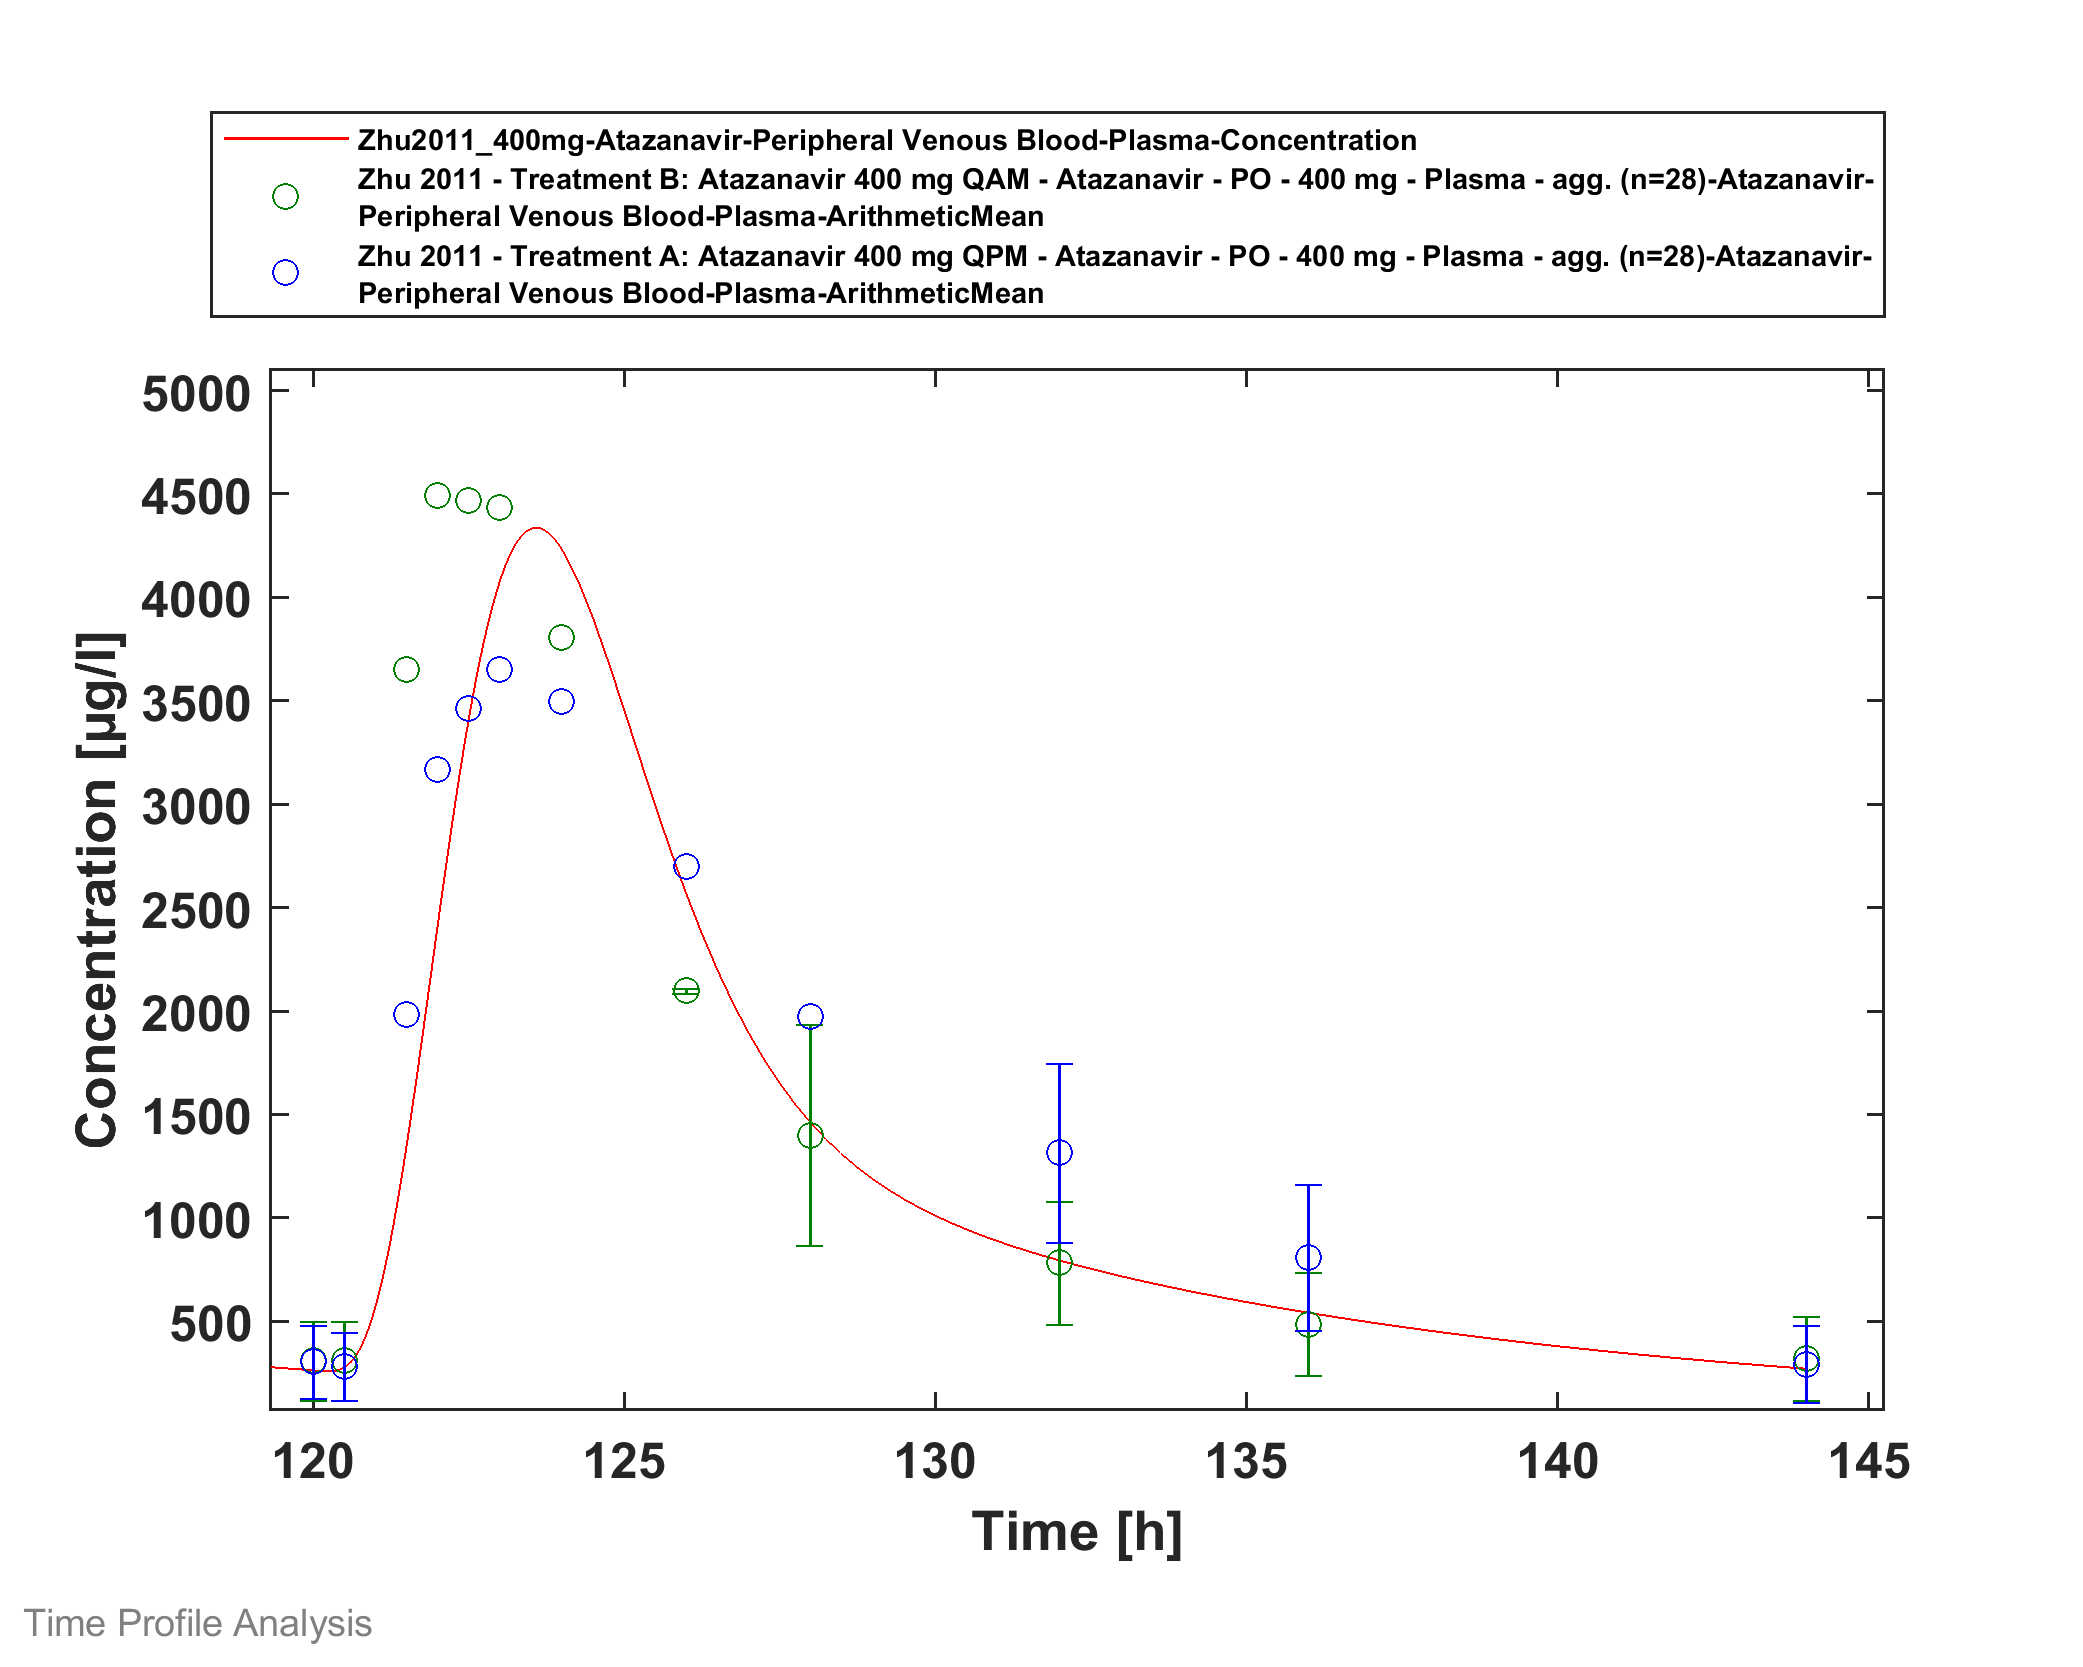 Zhu2011_400mg-Atazanavir-Peripheral Venous Blood-Plasma-Concentration
Zhu 2011 - Treatment B: Atazanavir 400 mg QAM - Atazanavir - PO - 400 mg - Plasma - agg. (n=28)-Atazanavir-
Peripheral Venous Blood-Plasma-ArithmeticMean
Zhu 2011 - Treatment A: Atazanavir 400 mg QPM - Atazanavir - PO - 400 mg - Plasma - agg. (n=28)-Atazanavir-
Peripheral Venous Blood-Plasma-ArithmeticMean
5000
4500
4000
3500
3000
2500
2000
1500
1000
500
Concentration [µg/l]
120 125 130 135 140 145
Time [h]
Time Profile Analysis